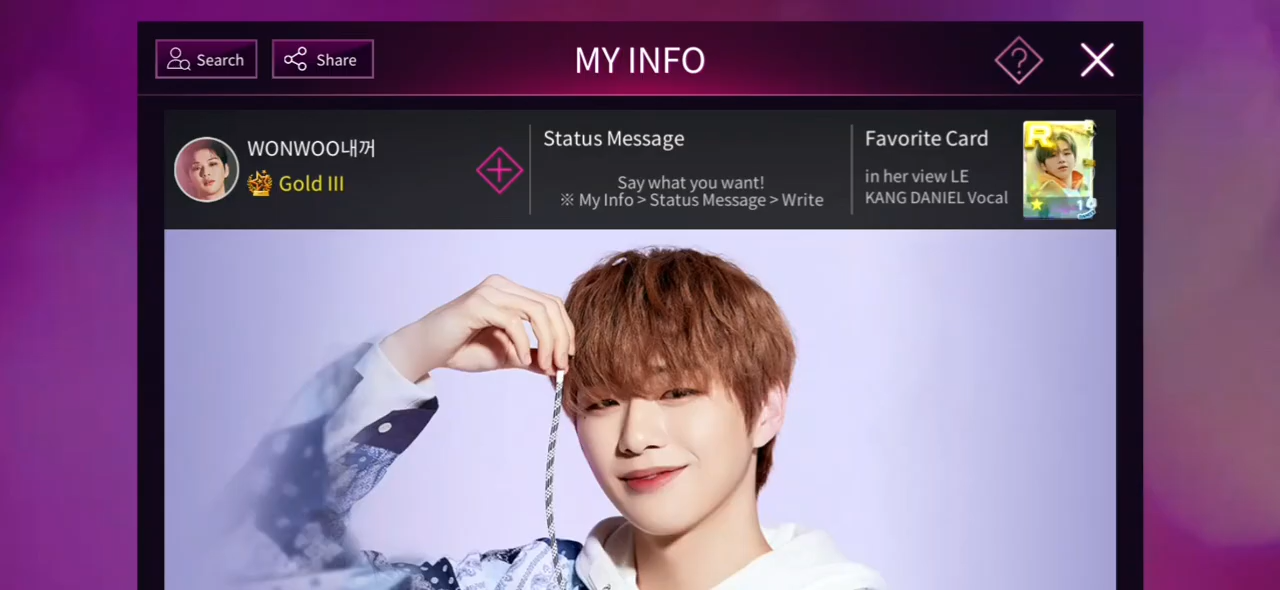 Search
Share
MY INFO
?
WONWOO내꺼
Gold III
Status Message
Say what you want!
※ My Info > Status Message > Write
Favorite Card
in her view LE
KANG DANIEL Vocal
R